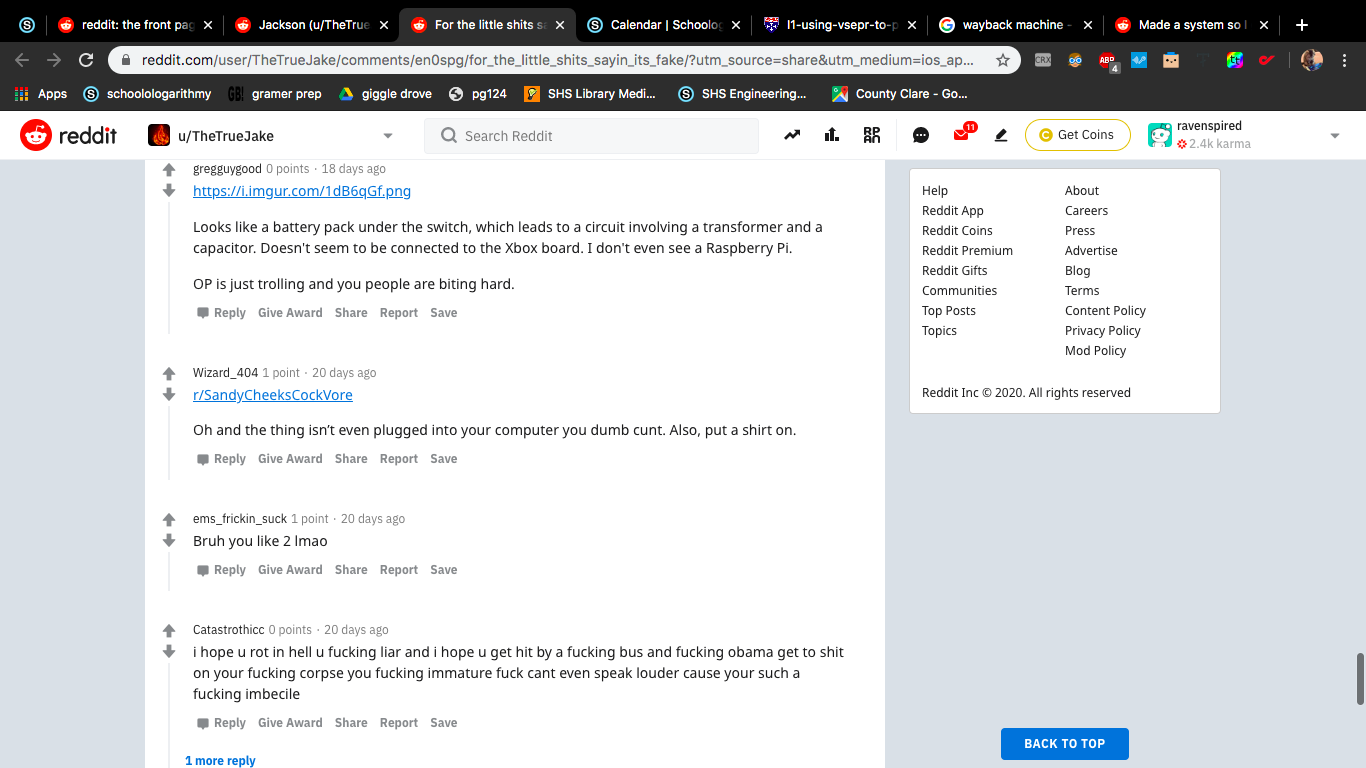 reddit: the front pag
Jackson (u/TheTrue
For the little shits sa
Calendar | Schoolog
l1-using-vsepr-to-p
wayback machine -
Made a system so I
reddit.com/user/TheTrueJake/comments/en0spg/for_the_little_shits_sayin_its_fake/?utm_source=share&utm_medium=ios_ap...
CRX
ABP
4
Apps
schoolologarithmy
GB!
gramer prep
giggle drove
pg124
SHS Library Medi...
SHS Engineering...
County Clare - Go...
reddit
u/TheTrueJake
Search Reddit
11
Get Coins
ravenspired
2.4k karma
gregguygood 0 points · 18 days ago
https://i.imgur.com/1dB6qGf.png
Looks like a battery pack under the switch, which leads to a circuit involving a transformer and a
capacitor. Doesn't seem to be connected to the Xbox board. I don't even see a Raspberry Pi.
OP is just trolling and you people are biting hard.
Reply Give Award Share Report Save
Wizard_404 1 point · 20 days ago
r/SandyCheeksCockVore
Oh and the thing isn’t even plugged into your computer you dumb cunt. Also, put a shirt on.
Reply Give Award Share Report Save
ems_frickin_suck 1 point · 20 days ago
Bruh you like 2 lmao
Reply Give Award Share Report Save
Catastrothicc 0 points · 20 days ago
i hope u rot in hell u fucking liar and i hope u get hit by a fucking bus and fucking obama get to shit
on your fucking corpse you fucking immature fuck cant even speak louder cause your such a
fucking imbecile
Reply Give Award Share Report Save
1 more reply
Help
Reddit App
Reddit Coins
Reddit Premium
Reddit Gifts
Communities
Top Posts
Topics
About
Careers
Press
Advertise
Blog
Terms
Content Policy
Privacy Policy
Mod Policy
Reddit Inc © 2020. All rights reserved
BACK TO TOP